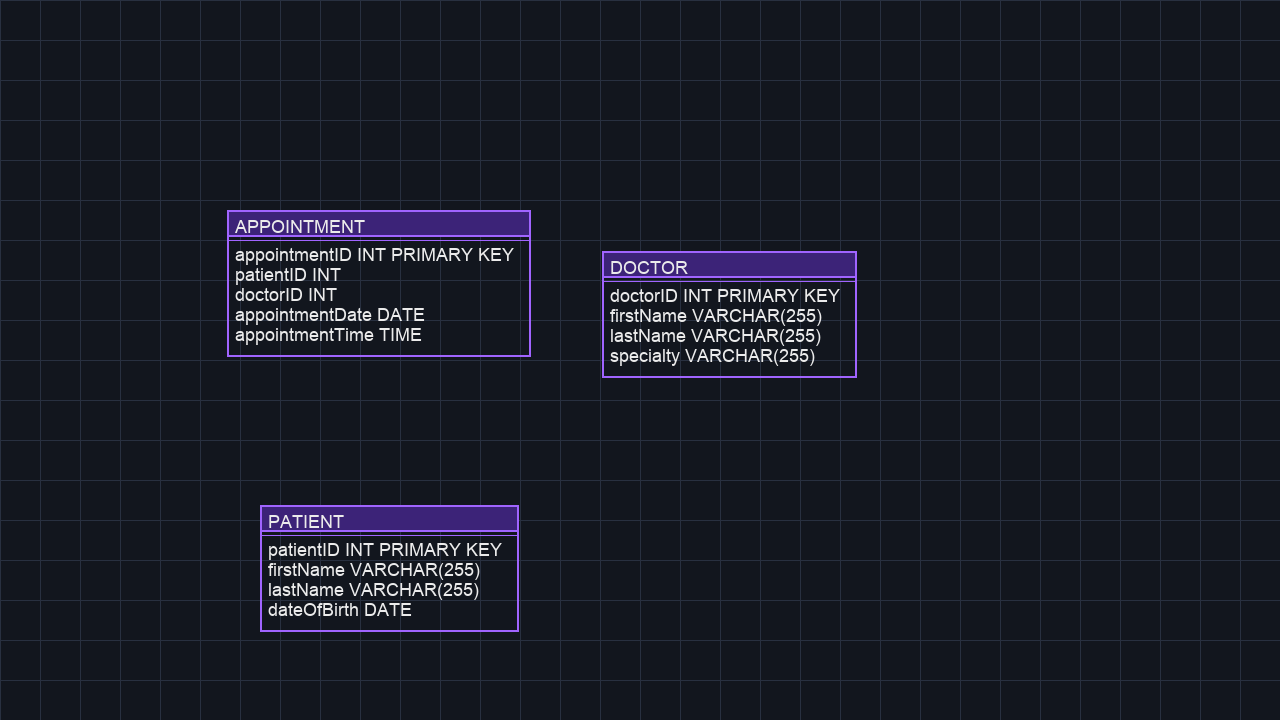 APPOINTMENT
appointmentID INT PRIMARY KEY
patientID INT
doctorID INT
appointmentDate DATE
appointmentTime TIME
DOCTOR
doctorID INT PRIMARY KEY
firstName VARCHAR(255)
lastName VARCHAR(255)
specialty VARCHAR(255)
PATIENT
patientID INT PRIMARY KEY
firstName VARCHAR(255)
lastName VARCHAR(255)
dateOfBirth DATE